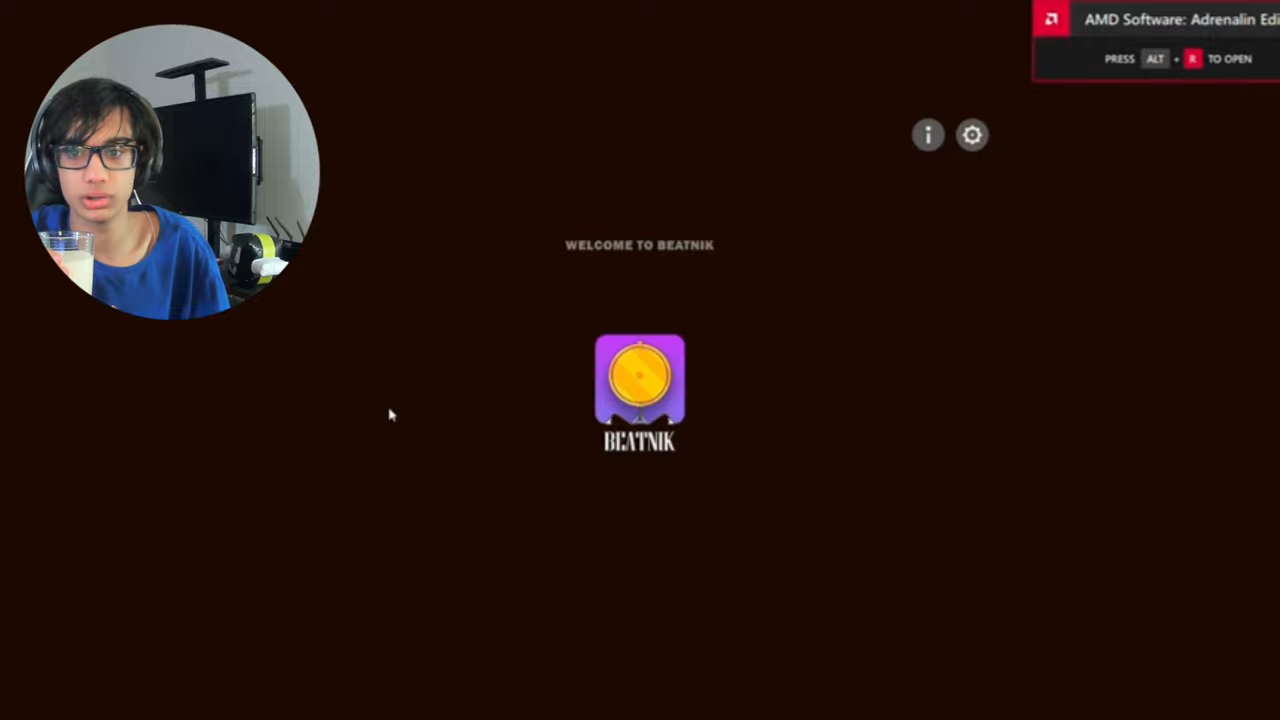 AMD Software: Adrenalin Edi
PRESS ALT + R TO OPEN
i
WELCOME TO BEATNIK
BEATNIK